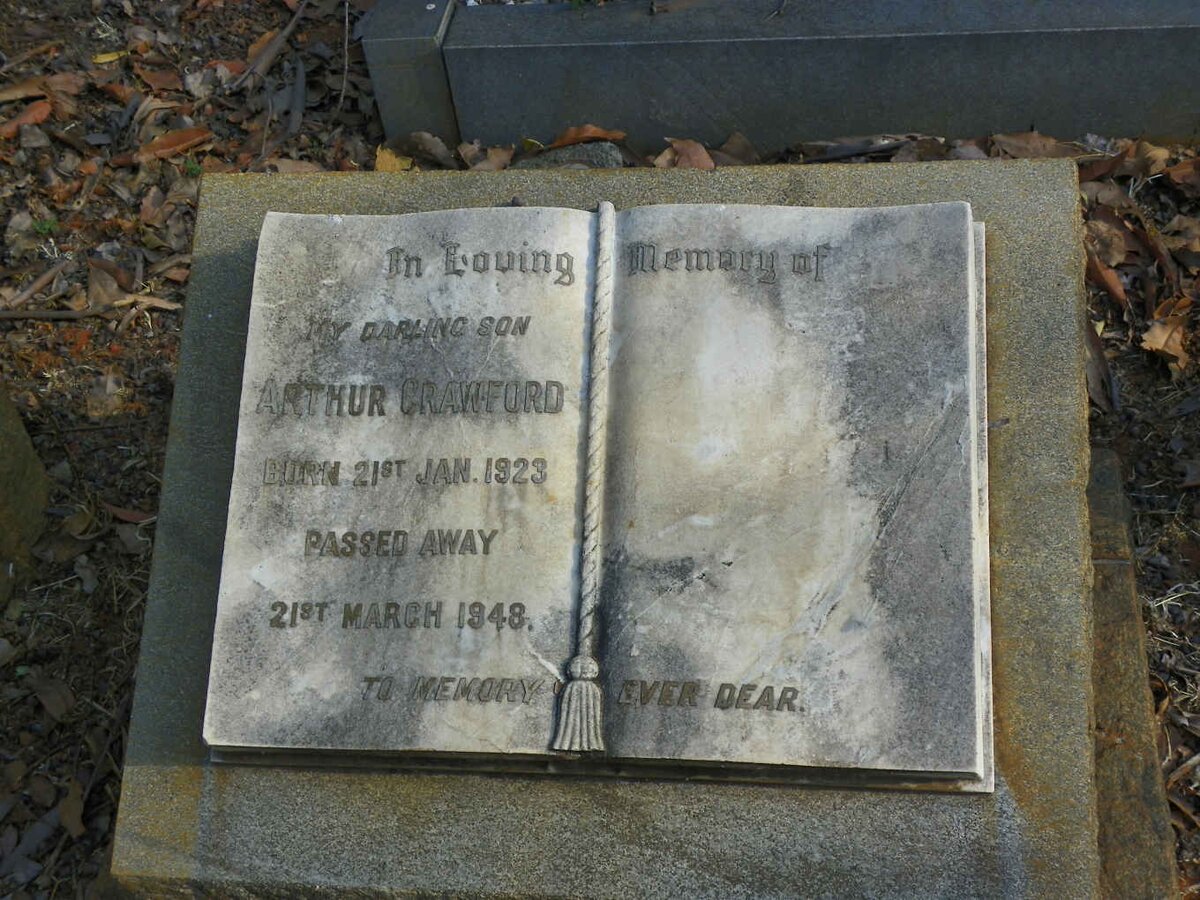 In Loving Memory of
MY DARLING SON
ARTHUR CRAWFORD
BORN 21ST JAN. 1923
PASSED AWAY
21ST MARCH 1948.
TO MEMORY EVER DEAR.